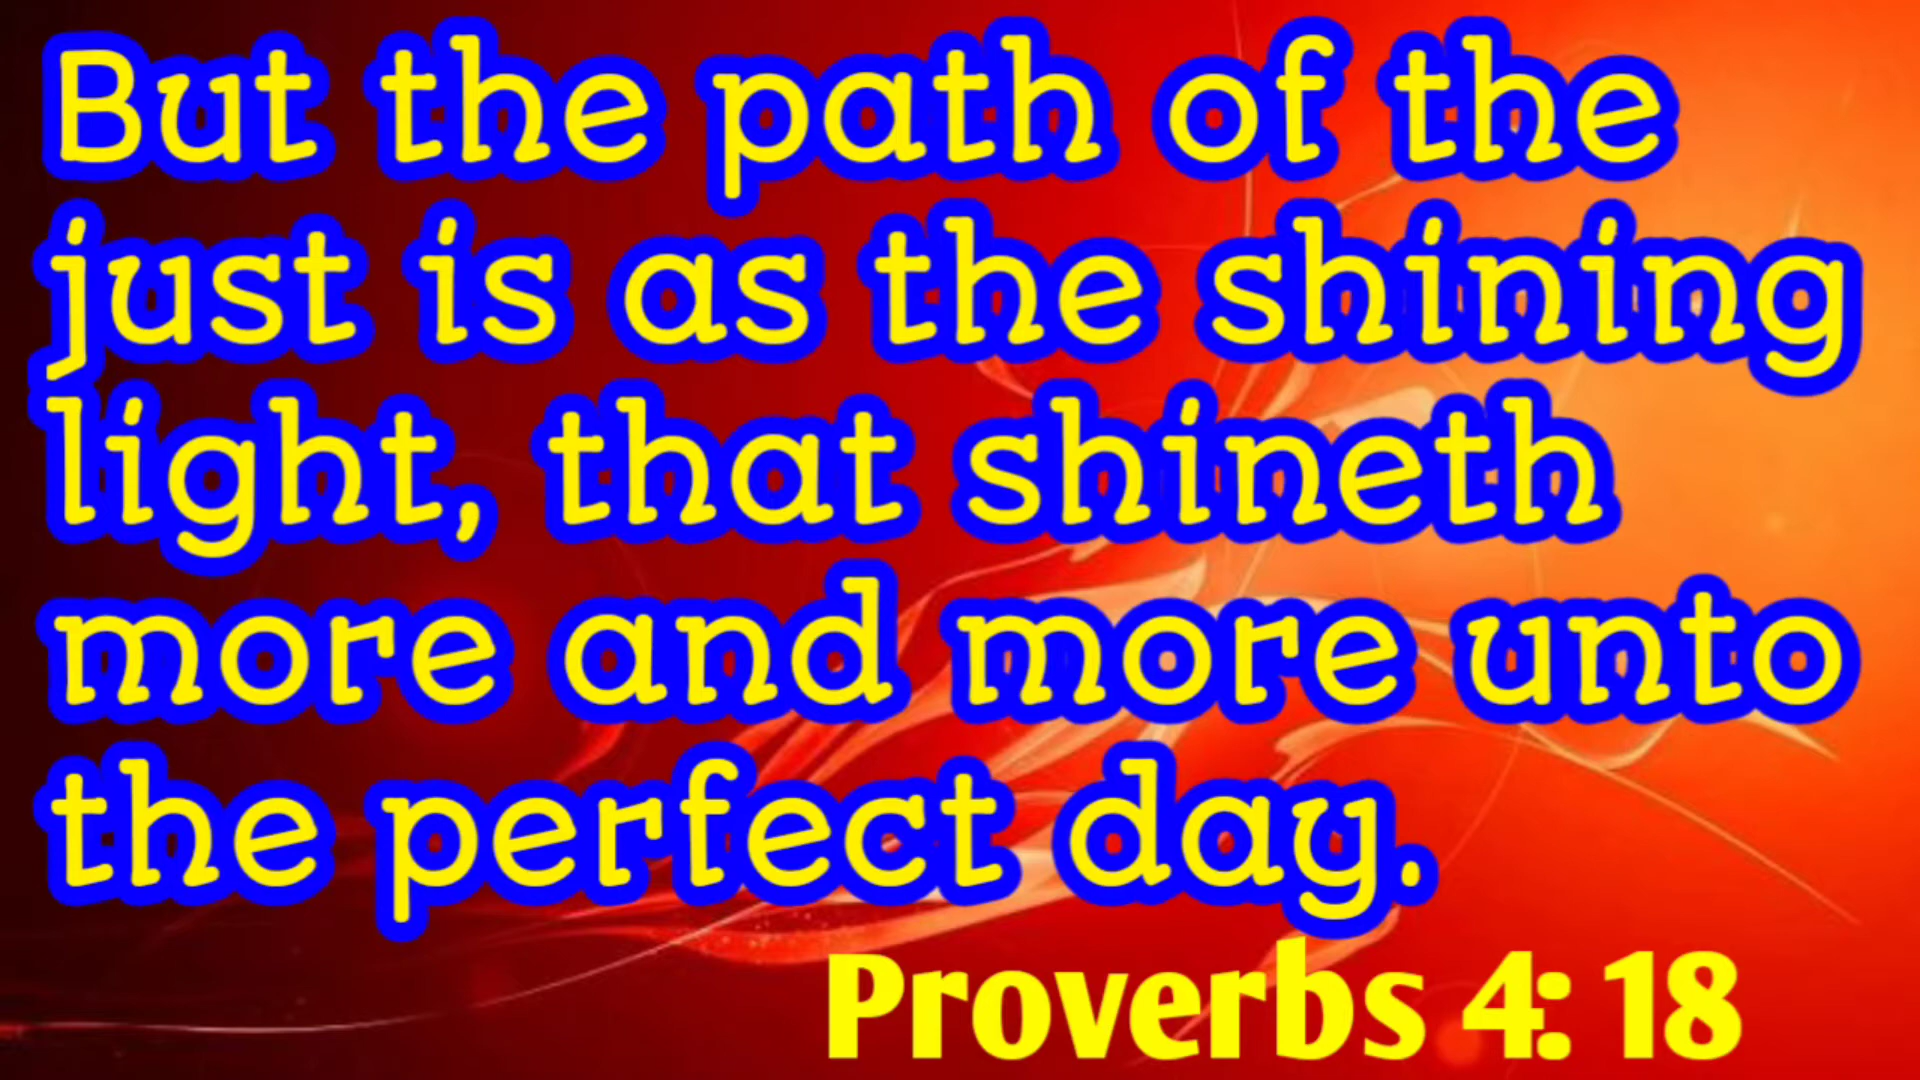 But the path of the
just is as the shining
light, that shineth
more and more unto
the perfect day.
Proverbs 4: 18